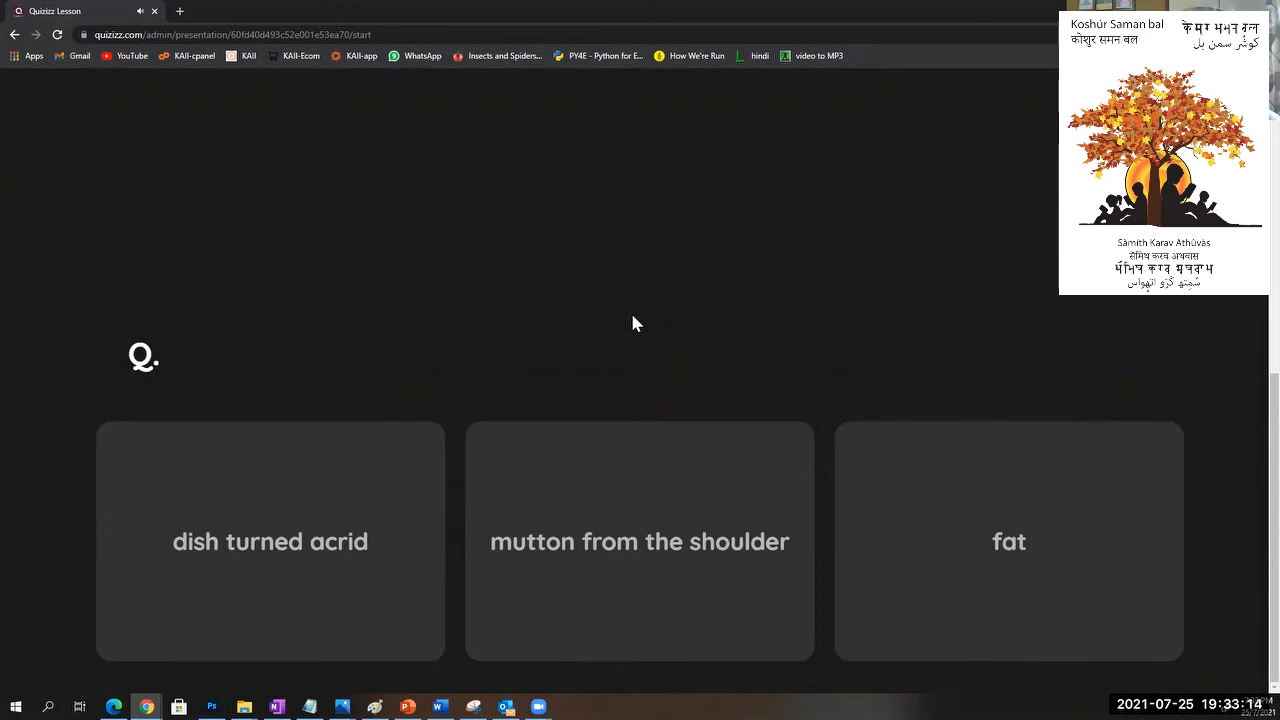 Quizizz Lesson
quizizz.com/admin/presentation/60fd40d493c52e001e53ea70/start
Apps Gmail YouTube KAII-cpanel KAII KAII-Ecom KAII-app WhatsApp Insects and Spiders... PY4E - Python for E... How We're Run hindi video to MP3
Koshúr Saman bal
कोशुर समन बल
کوشُر سمن بل
Sâmith Karav Athúvàs
सॅमिथ करव अथवास
Q.
dish turned acrid
mutton from the shoulder
fat
2021-07-25 19:33:14